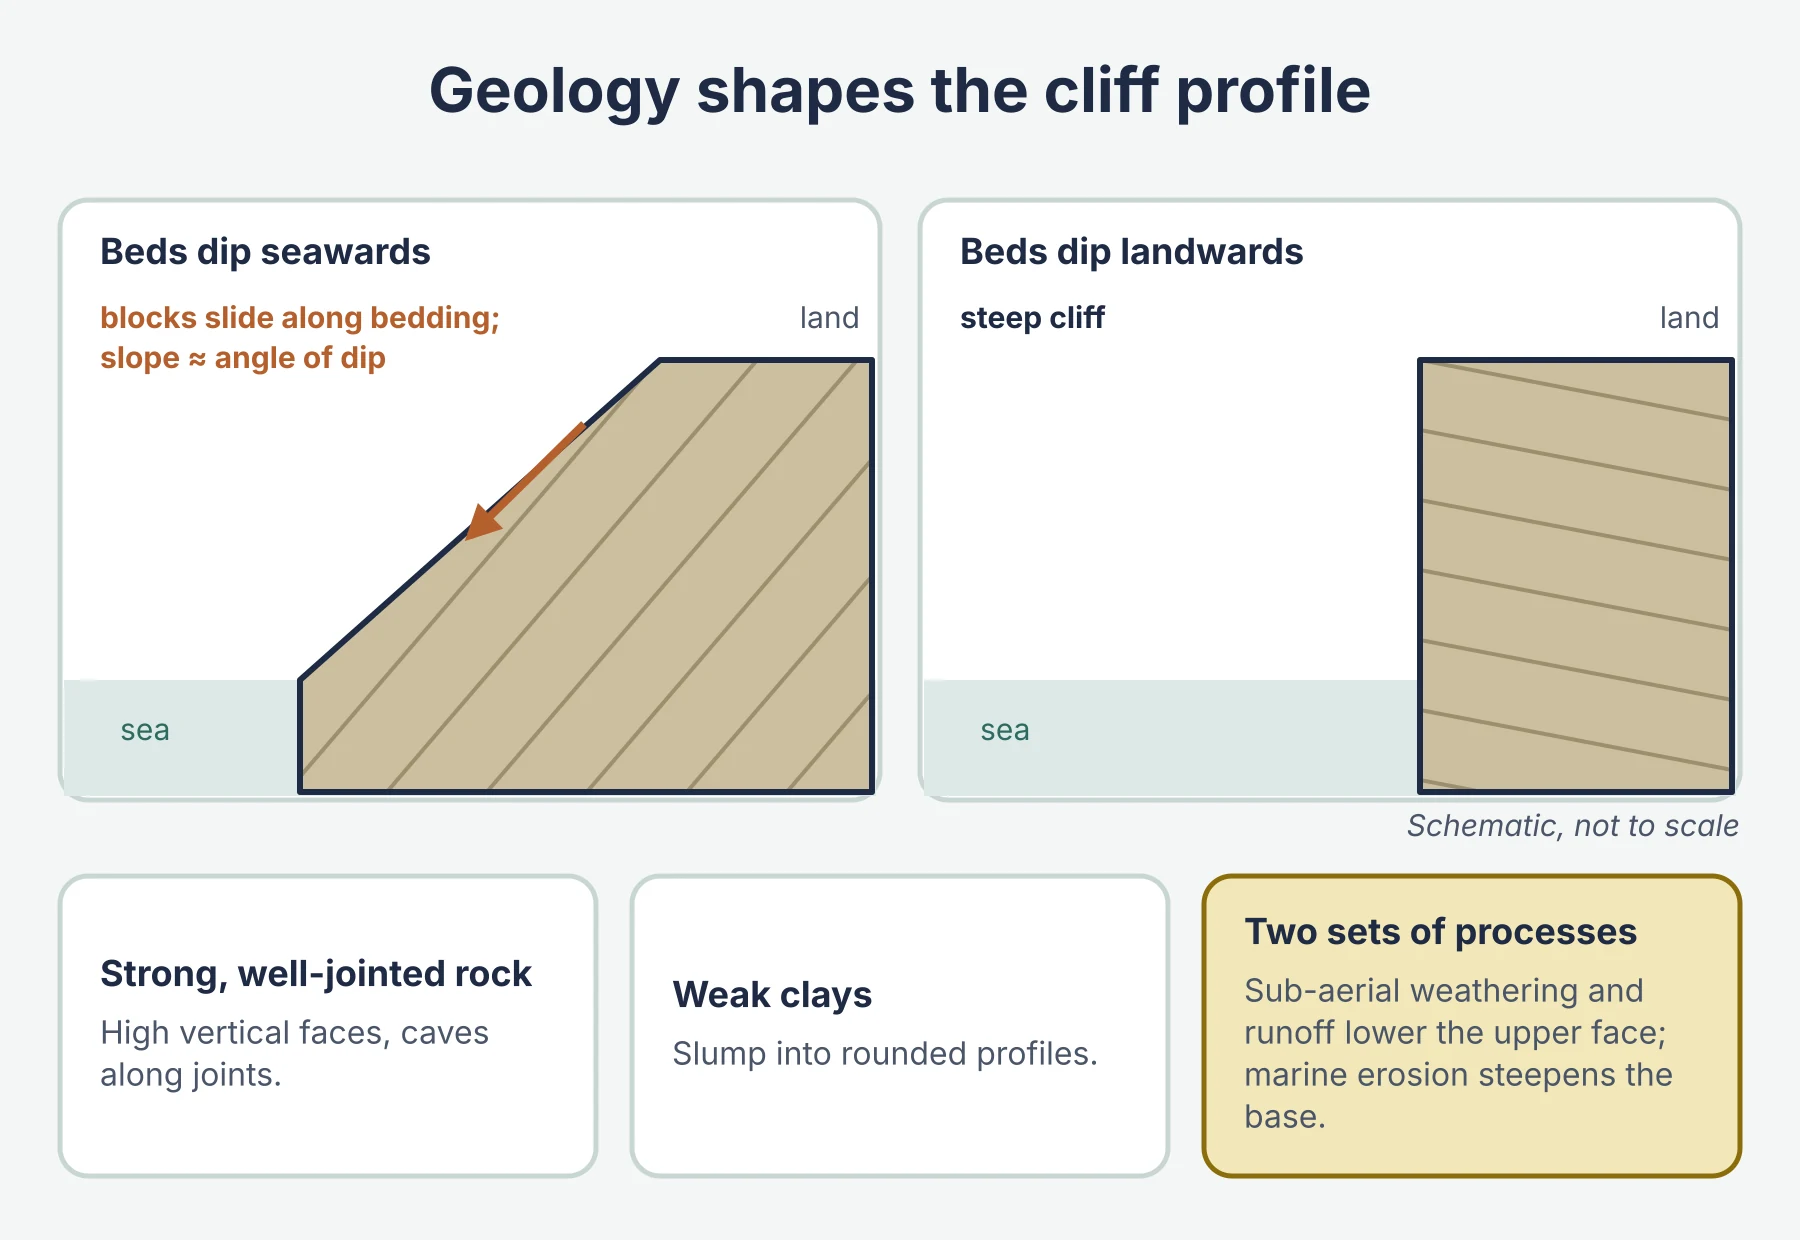 Geology shapes the cliff profile
Beds dip seawards
blocks slide along bedding;
slope ≈ angle of dip
land
sea
Beds dip landwards
steep cliff
land
sea
Schematic, not to scale
Strong, well-jointed rock
High vertical faces, caves
along joints.
Weak clays
Slump into rounded profiles.
Two sets of processes
Sub-aerial weathering and
runoff lower the upper face;
marine erosion steepens the
base.